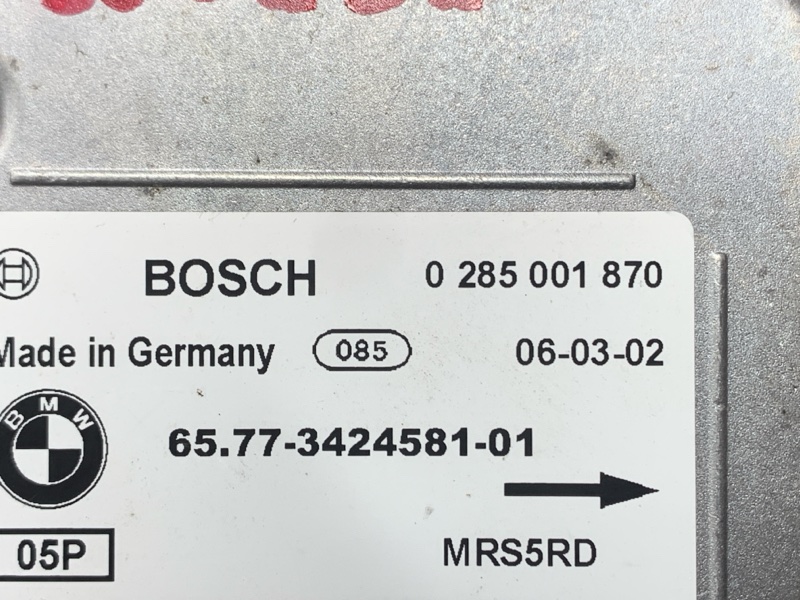 BOSCH 0 285 001 870
Made in Germany 085 06-03-02
BMW
65.77-3424581-01
05P MRS5RD